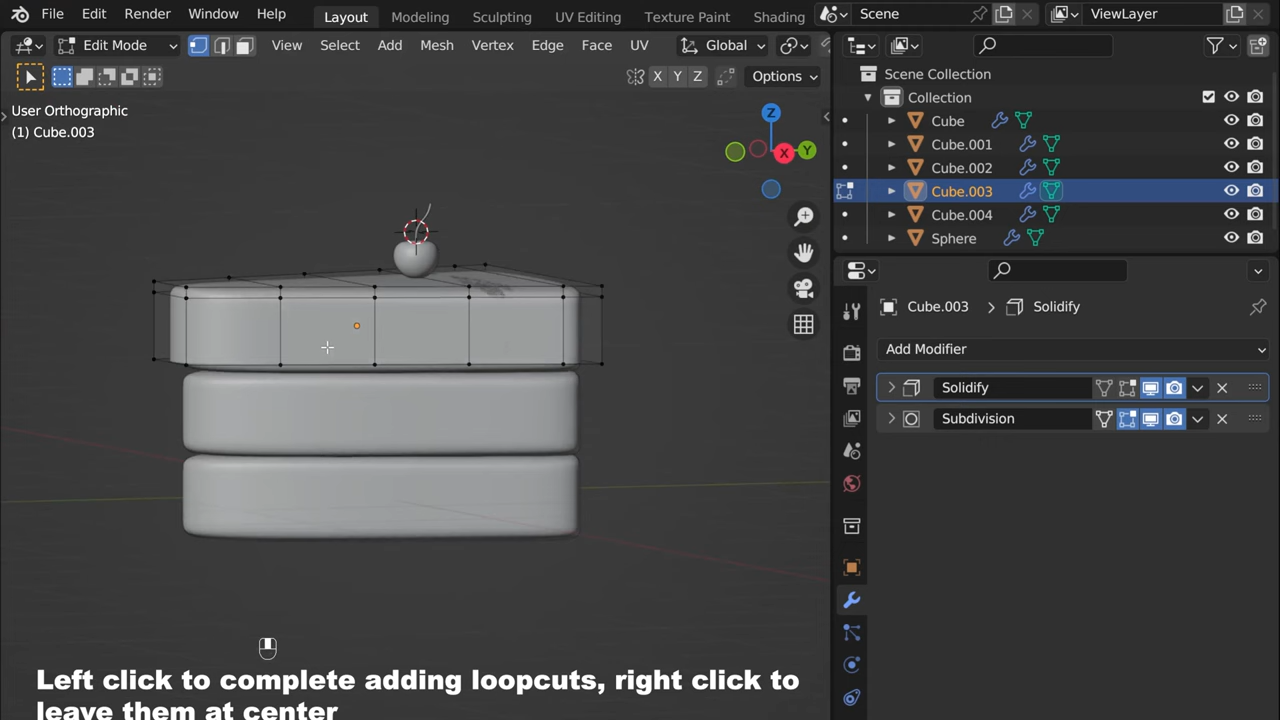 File Edit Render Window Help Layout Modeling Sculpting UV Editing Texture Paint Shading Scene ViewLayer
Edit Mode View Select Add Mesh Vertex Edge Face UV Global
X Y Z Options
User Orthographic
(1) Cube.003
Z
X
Y
Scene Collection
Collection
Cube
Cube.001
Cube.002
Cube.003
Cube.004
Sphere
Cube.003 Solidify
Add Modifier
Solidify
Subdivision
Left click to complete adding loopcuts, right click to
leave them at center